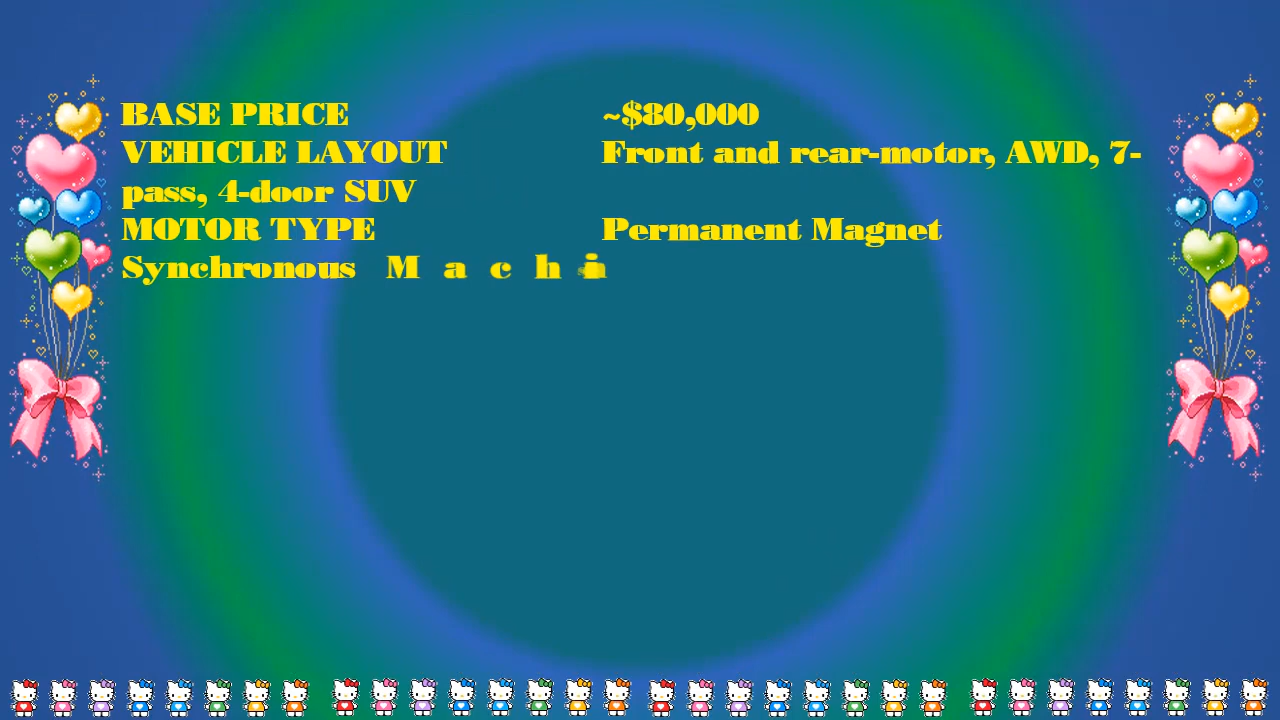 BASE PRICE ~$80,000
VEHICLE LAYOUT Front and rear-motor, AWD, 7-
pass, 4-door SUV
MOTOR TYPE Permanent Magnet
Synchronous M a c h i